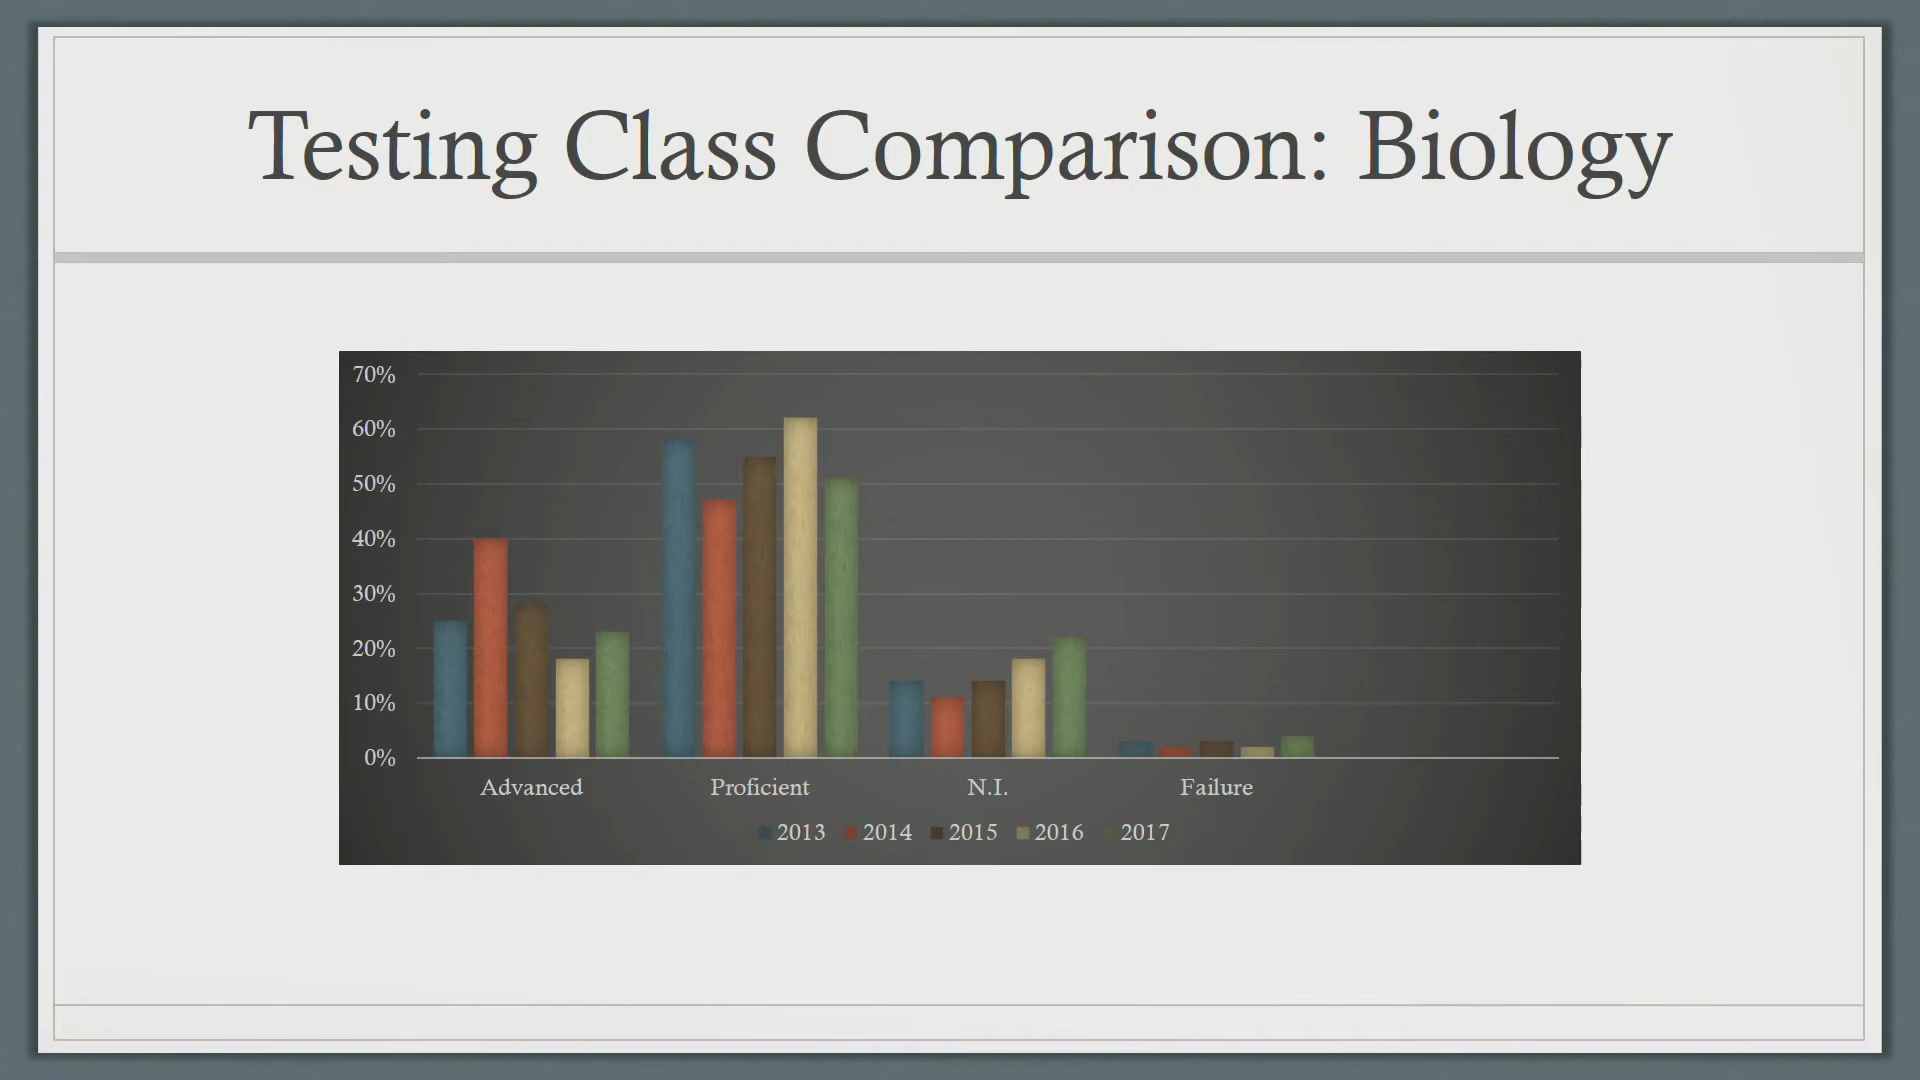 Testing Class Comparison: Biology
70%
60%
50%
40%
30%
20%
10%
0%
Advanced Proficient N.I. Failure
2013 2014 2015 2016 2017